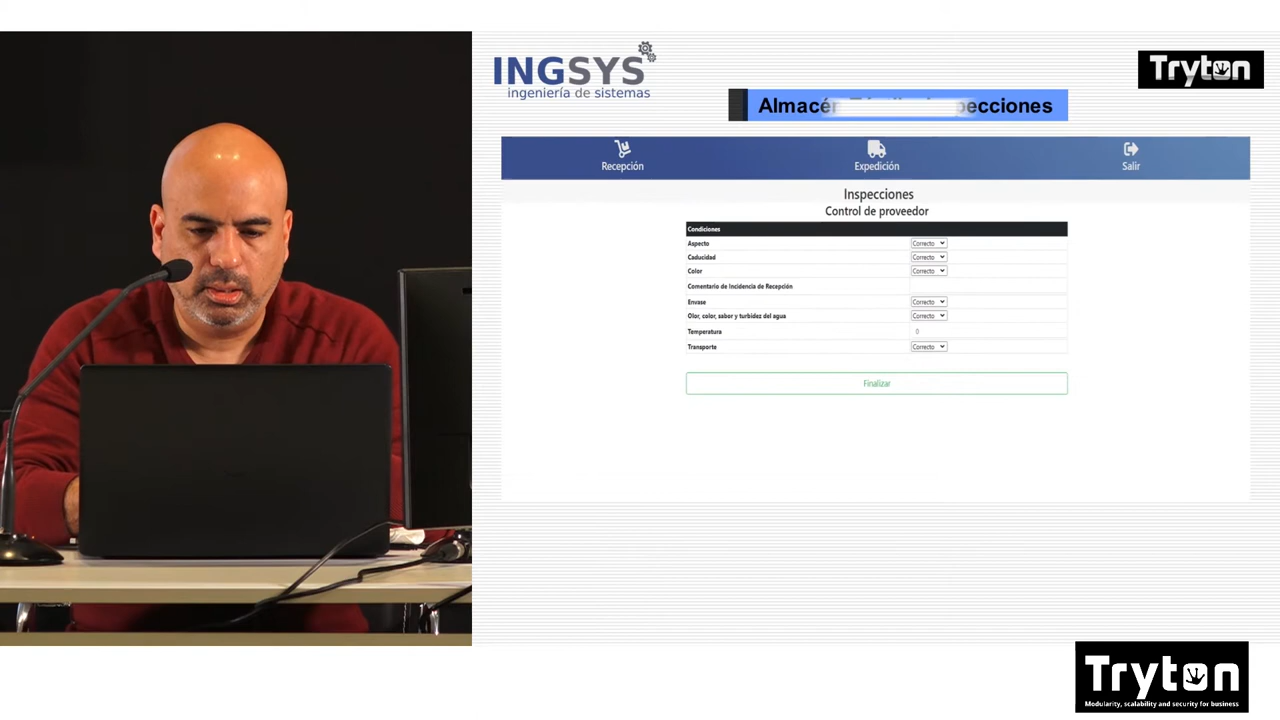 INGSYS
ingeniería de sistemas
Tryton
Almacén
Recepción
Expedición
Salir
Inspecciones
Control de proveedor
Condiciones
Aspecto Correcto
Caducidad Correcto
Color Correcto
Comentario de Incidencia de Recepción
Envase Correcto
Olor, color, sabor y turbidez del agua Correcto
Temperatura 0
Transporte Correcto
Finalizar
Tryton
Modularity, scalability and security for business